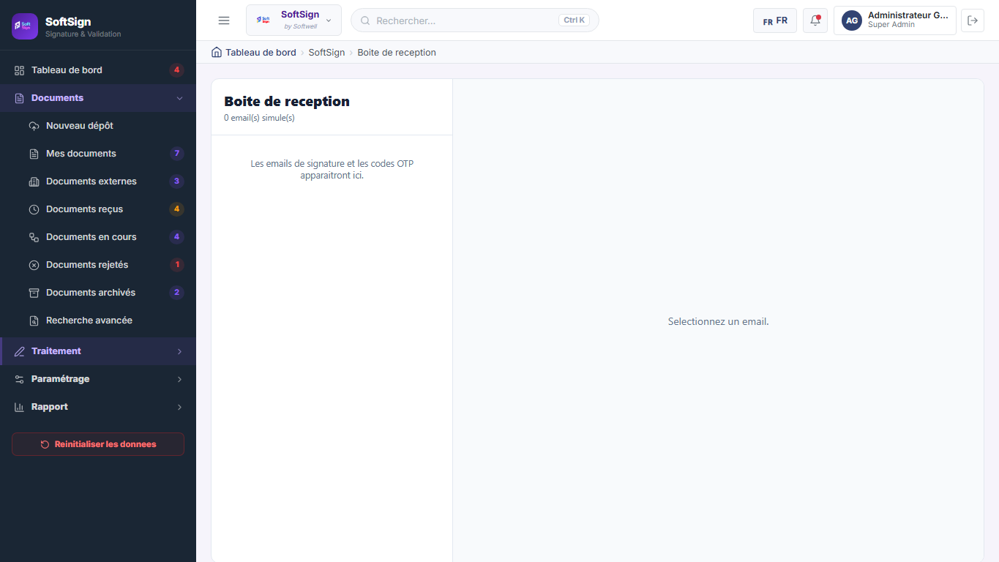 SoftSign
Signature & Validation
Tableau de bord 4
Documents
Nouveau dépôt
Mes documents 7
Documents externes 3
Documents reçus 4
Documents en cours 4
Documents rejetés 1
Documents archivés 2
Recherche avancée
Traitement
Paramétrage
Rapport
Reinitialiser les donnees
SoftSign
by Softwell
Rechercher... Ctrl K
FR FR
AG
Administrateur G...
Super Admin
Tableau de bord › SoftSign › Boite de reception
Boite de reception
0 email(s) simule(s)
Les emails de signature et les codes OTP
apparaitront ici.
Selectionnez un email.